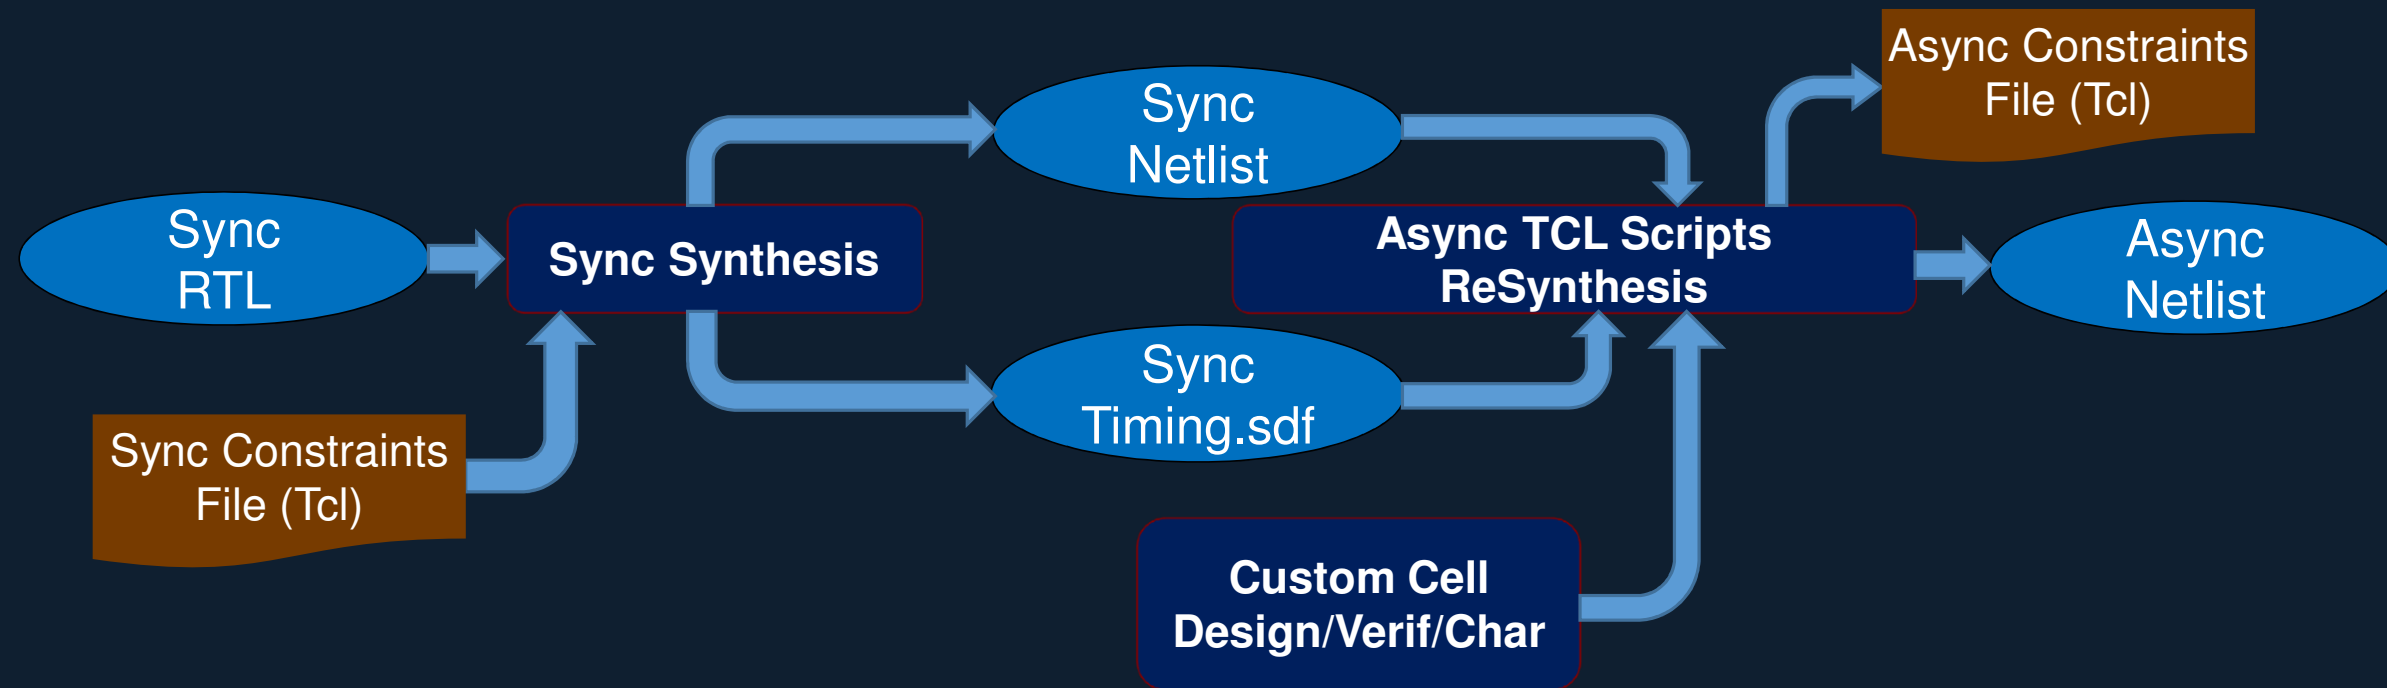 Async Constraints
File (Tcl)
Sync
Netlist
Sync
RTL
Sync Synthesis
Async TCL Scripts
ReSynthesis
Async
Netlist
Sync
Timing.sdf
Sync Constraints
File (Tcl)
Custom Cell
Design/Verif/Char